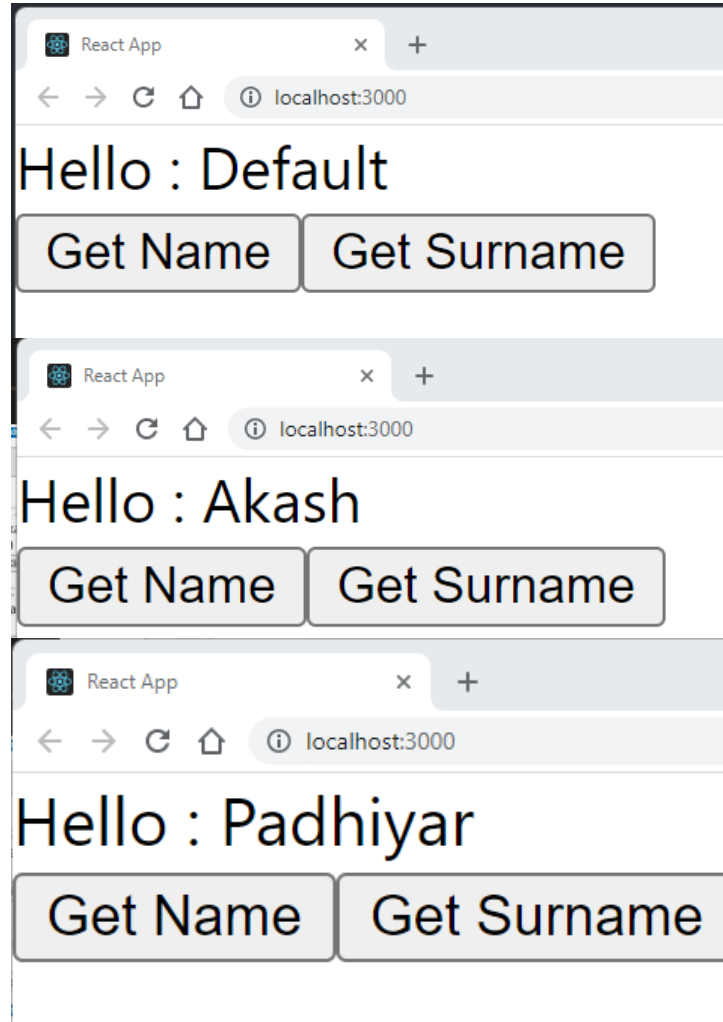 React App
localhost:3000
Hello : Default
Get Name Get Surname
React App
localhost:3000
Hello : Akash
Get Name Get Surname
React App
localhost:3000
Hello : Padhiyar
Get Name Get Surname